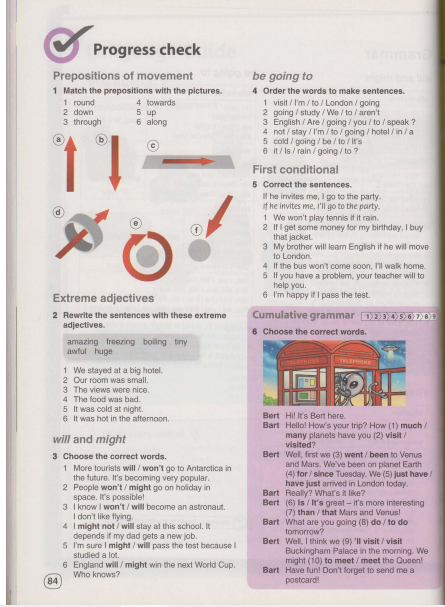 Progress check
Prepositions of movement
1 Match the prepositions with the pictures.
1 round
2 down
3 through
4 towards
5 up
6 along
a
b
c
d
e
f
Extreme adjectives
2 Rewrite the sentences with these extreme
adjectives.
amazing freezing boiling tiny
awful huge
1 We stayed at a big hotel.
2 Our room was small.
3 The views were nice.
4 The food was bad.
5 It was cold at night.
6 It was hot in the afternoon.
will and might
3 Choose the correct words.
1 More tourists will / won't go to Antarctica in
the future. It's becoming very popular.
2 People won't / might go on holiday in
space. It's possible!
3 I know I won't / will become an astronaut.
I don't like flying.
4 I might not / will stay at this school. It
depends if my dad gets a new job.
5 I'm sure I might / will pass the test because I
studied a lot.
6 England will / might win the next World Cup.
Who knows?
84
be going to
4 Order the words to make sentences.
1 visit / I'm / to / London / going
2 going / study / We / to / aren't
3 English / Are / going / you / to / speak ?
4 not / stay / I'm / to / going / hotel / in / a
5 cold / going / be / to / It's
6 it / Is / rain / going / to ?
First conditional
5 Correct the sentences.
If he invites me, I go to the party.
If he invites me, I'll go to the party.
1 We won't play tennis if it rain.
2 If I get some money for my birthday, I buy
that jacket.
3 My brother will learn English if he will move
to London.
4 If the bus won't come soon, I'll walk home.
5 If you have a problem, your teacher will to
help you.
6 I'm happy if I pass the test.
Cumulative grammar 1 2 3 4 5 6 7 8 9
6 Choose the correct words.
TELEPHONE
Bert Hi! It's Bert here.
Bart Hello! How's your trip? How (1) much /
many planets have you (2) visit /
visited?
Bert Well, first we (3) went / been to Venus
and Mars. We've been on planet Earth
(4) for / since Tuesday. We (5) just have /
have just arrived in London today.
Bart Really? What's it like?
Bert (6) Is / It's great – it's more interesting
(7) than / that Mars and Venus!
Bart What are you going (8) do / to do
tomorrow?
Bert Well, I think we (9) 'll visit / visit
Buckingham Palace in the morning. We
might (10) to meet / meet the Queen!
Bart Have fun! Don't forget to send me a
postcard!